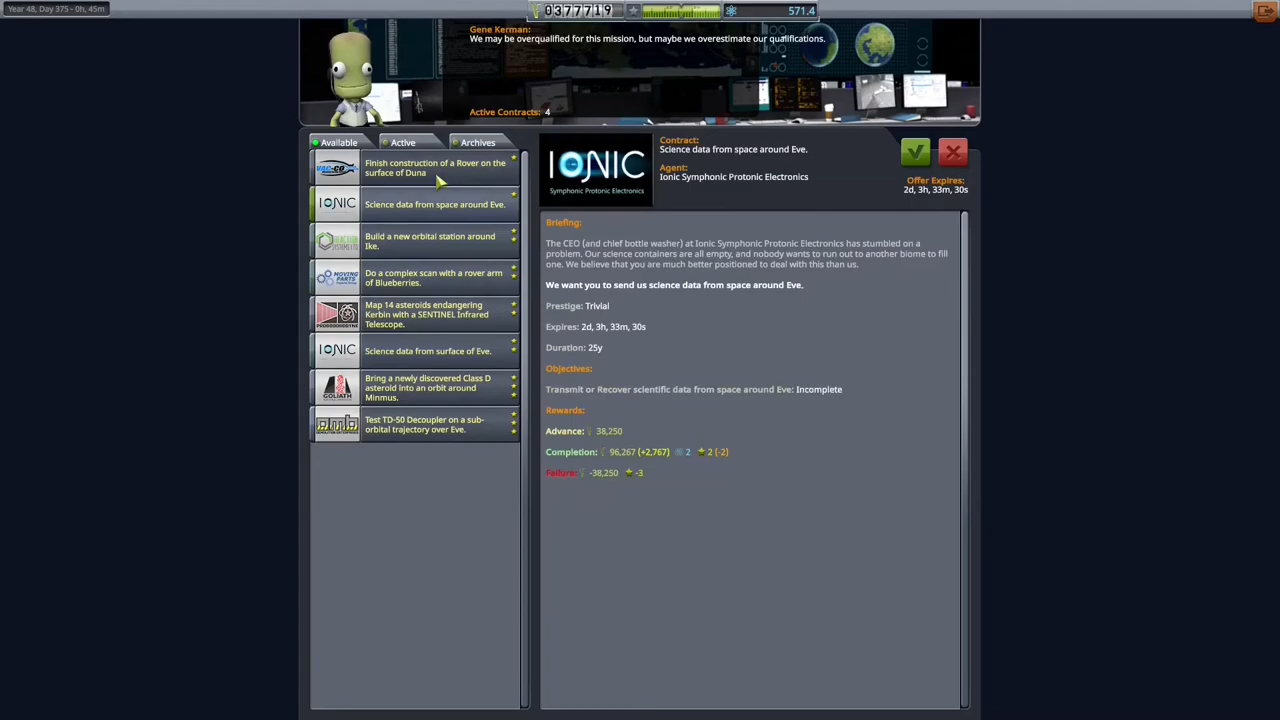 Year 48, Day 375 - 0h, 45m
0377719
571.4
Gene Kerman:
We may be overqualified for this mission, but maybe we overestimate our qualifications.
Active Contracts: 4
Available
Active
Archives
Finish construction of a Rover on the
surface of Duna
IONIC
Science data from space around Eve.
Build a new orbital station around
Ike.
MOVING
PARTS
Do a complex scan with a rover arm
of Blueberries.
Map 14 asteroids endangering
Kerbin with a SENTINEL Infrared
Telescope.
IONIC
Science data from surface of Eve.
GOLIATH
Bring a newly discovered Class D
asteroid into an orbit around
Minmus.
Test TD-50 Decoupler on a sub-
orbital trajectory over Eve.
IONIC
Symphonic Protonic Electronics
Contract:
Science data from space around Eve.
Agent:
Ionic Symphonic Protonic Electronics
Offer Expires:
2d, 3h, 33m, 30s
Briefing:
The CEO (and chief bottle washer) at Ionic Symphonic Protonic Electronics has stumbled on a
problem. Our science containers are all empty, and nobody wants to run out to another biome to fill
one. We believe that you are much better positioned to deal with this than us.
We want you to send us science data from space around Eve.
Prestige: Trivial
Expires: 2d, 3h, 33m, 30s
Duration: 25y
Objectives:
Transmit or Recover scientific data from space around Eve: Incomplete
Rewards:
Advance: 38,250
Completion: 96,267 (+2,767) 2 2 (-2)
Failure: -38,250 -3